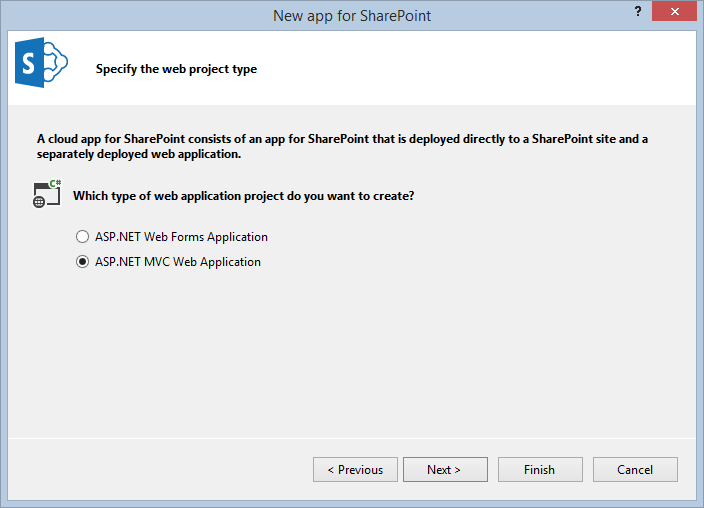 New app for SharePoint
?
S
Specify the web project type
A cloud app for SharePoint consists of an app for SharePoint that is deployed directly to a SharePoint site and a
separately deployed web application.
C#
Which type of web application project do you want to create?
ASP.NET Web Forms Application
ASP.NET MVC Web Application
< Previous
Next >
Finish
Cancel